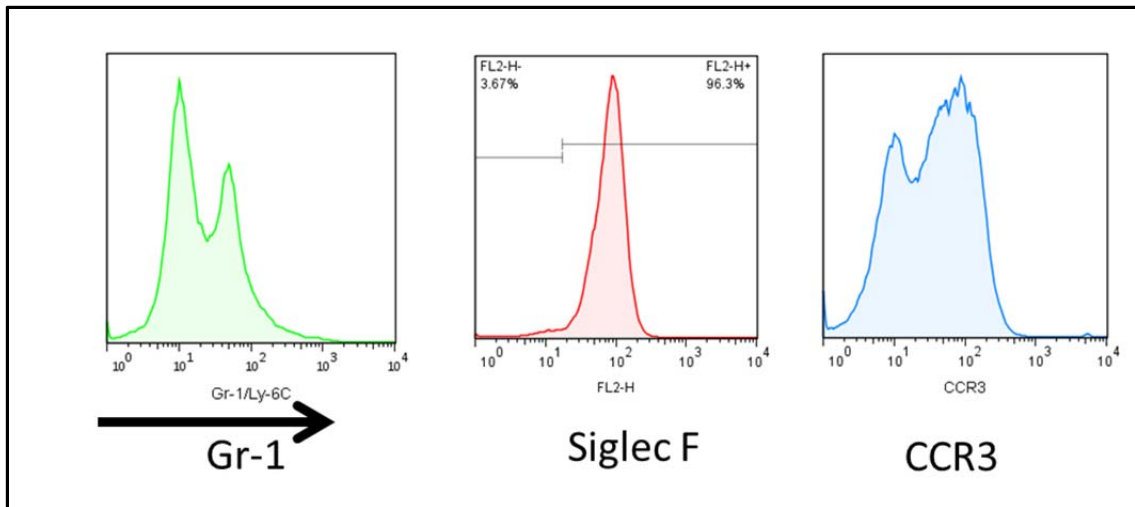 FL2-H-
3.67%
FL2-H+
96.3%
10⁰ 10¹ 10² 10³ 10⁴
Gr-1/Ly-6C
10⁰ 10¹ 10² 10³ 10⁴
FL2-H
10⁰ 10¹ 10² 10³ 10⁴
CCR3
Gr-1
Siglec F
CCR3